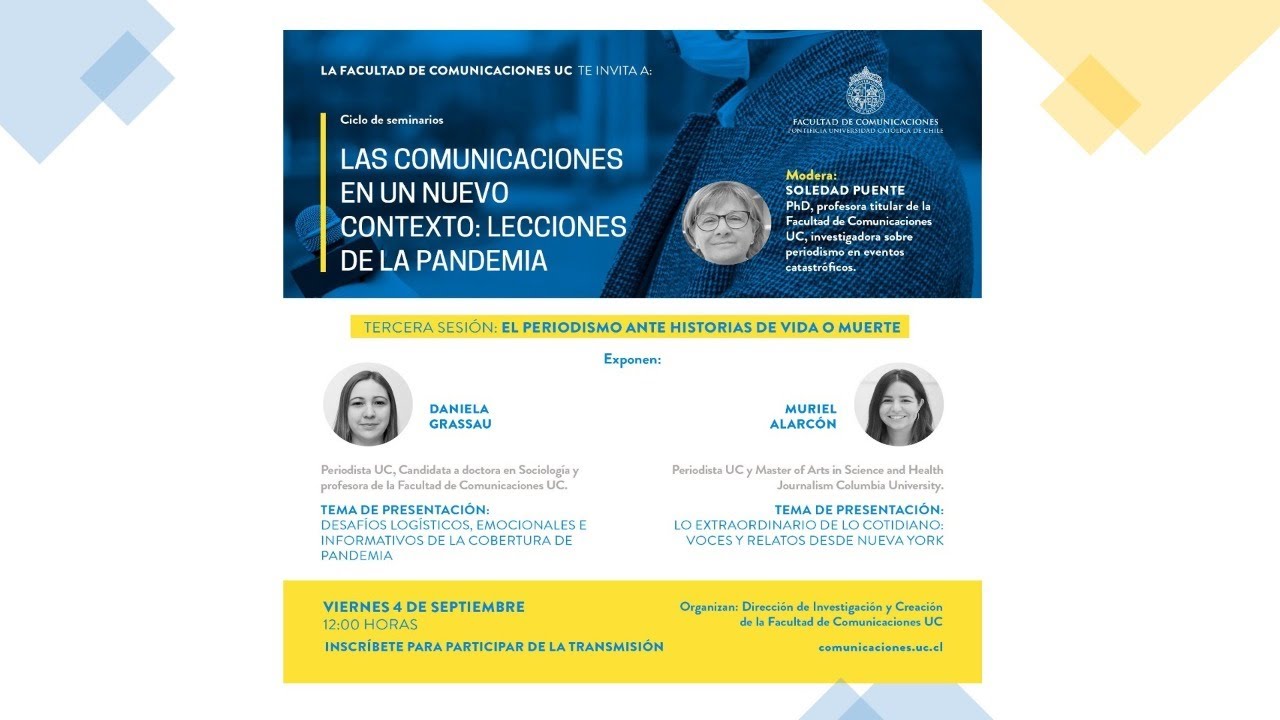 LA FACULTAD DE COMUNICACIONES UC TE INVITA A:
Ciclo de seminarios
LAS COMUNICACIONES
EN UN NUEVO
CONTEXTO: LECCIONES
DE LA PANDEMIA
FACULTAD DE COMUNICACIONES
PONTIFICIA UNIVERSIDAD CATÓLICA DE CHILE
Modera:
SOLEDAD PUENTE
PhD, profesora titular de la
Facultad de Comunicaciones
UC, investigadora sobre
periodismo en eventos
catastróficos.
TERCERA SESIÓN: EL PERIODISMO ANTE HISTORIAS DE VIDA O MUERTE
Exponen:
DANIELA
GRASSAU
Periodista UC, Candidata a doctora en Sociología y
profesora de la Facultad de Comunicaciones UC.
TEMA DE PRESENTACIÓN:
DESAFÍOS LOGÍSTICOS, EMOCIONALES E
INFORMATIVOS DE LA COBERTURA DE
PANDEMIA
MURIEL
ALARCÓN
Periodista UC y Master of Arts in Science and Health
Journalism Columbia University.
TEMA DE PRESENTACIÓN:
LO EXTRAORDINARIO DE LO COTIDIANO:
VOCES Y RELATOS DESDE NUEVA YORK
VIERNES 4 DE SEPTIEMBRE
12:00 HORAS
INSCRÍBETE PARA PARTICIPAR DE LA TRANSMISIÓN
Organizan: Dirección de Investigación y Creación
de la Facultad de Comunicaciones UC
comunicaciones.uc.cl